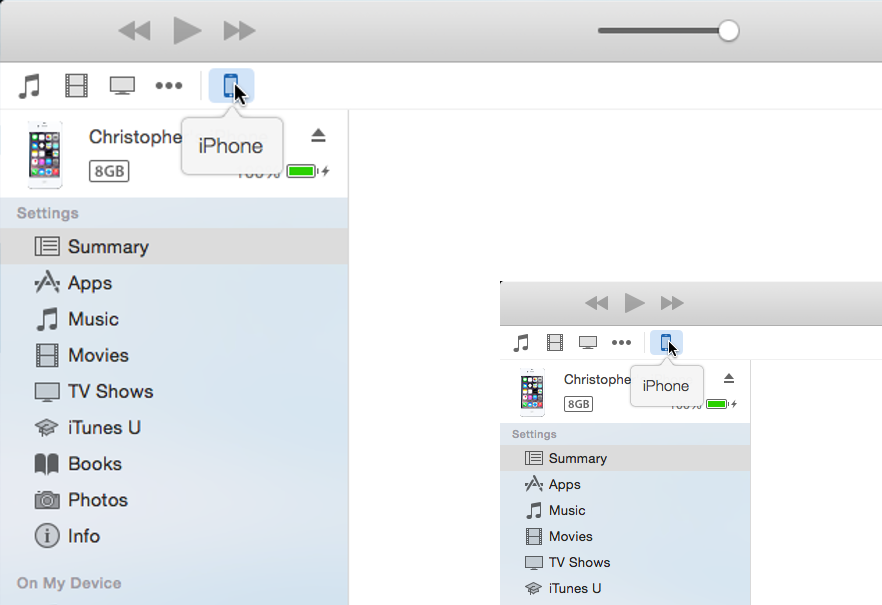 Christophe
iPhone
8GB
100%
Settings
Summary
Apps
Music
Movies
TV Shows
iTunes U
Books
Photos
Info
On My Device
Christophe
iPhone
8GB
100%
Settings
Summary
Apps
Music
Movies
TV Shows
iTunes U